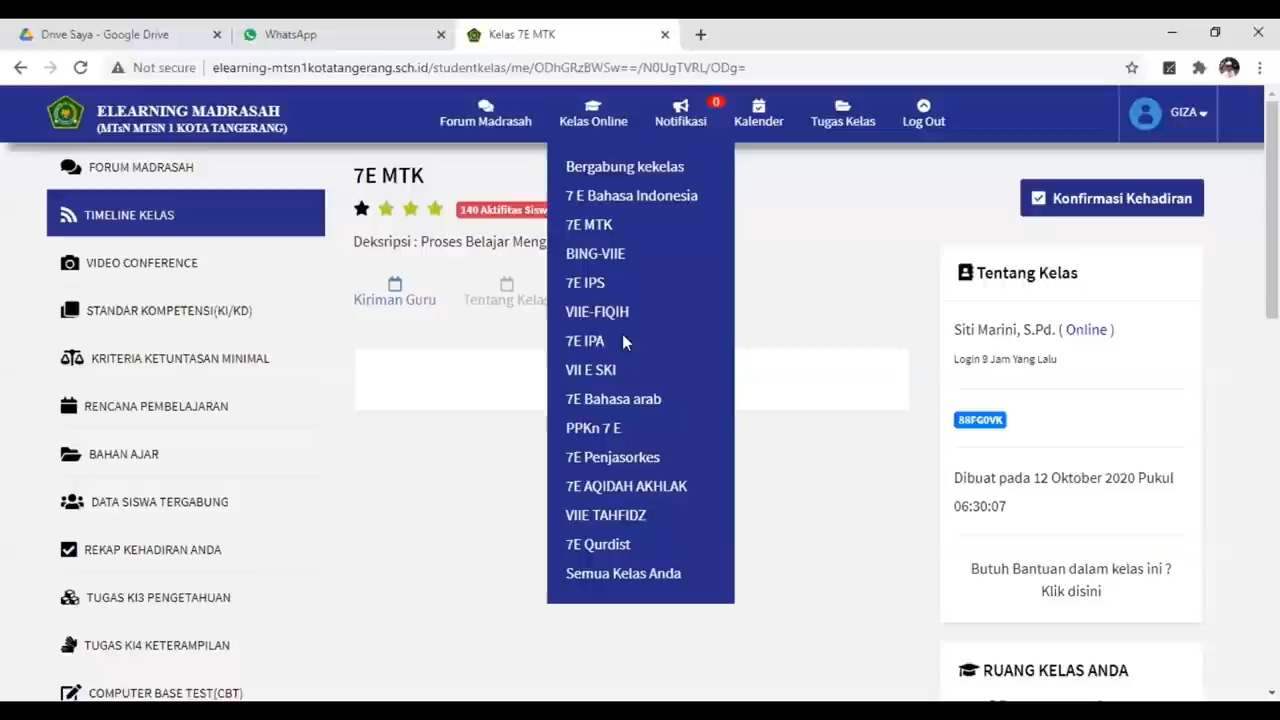 Drive Saya - Google Drive
WhatsApp
Kelas 7E MTK
Not secure
elearning-mtsn1kotatangerang.sch.id/studentkelas/me/ODhGRzBWSw==/N0UgTVRL/ODg=
ELEARNING MADRASAH
(MTsN MTSN 1 KOTA TANGERANG)
Forum Madrasah
Kelas Online
Notifikasi
0
Kalender
Tugas Kelas
Log Out
GIZA
FORUM MADRASAH
TIMELINE KELAS
VIDEO CONFERENCE
STANDAR KOMPETENSI(KI/KD)
KRITERIA KETUNTASAN MINIMAL
RENCANA PEMBELAJARAN
BAHAN AJAR
DATA SISWA TERGABUNG
REKAP KEHADIRAN ANDA
TUGAS KI3 PENGETAHUAN
TUGAS KI4 KETERAMPILAN
COMPUTER BASE TEST(CBT)
7E MTK
140 Aktifitas Sisw
Deksripsi : Proses Belajar Meng
Kiriman Guru
Tentang Kelas
Bergabung kekelas
7 E Bahasa Indonesia
7E MTK
BING-VIIE
7E IPS
VIIE-FIQIH
7E IPA
VII E SKI
7E Bahasa arab
PPKn 7 E
7E Penjasorkes
7E AQIDAH AKHLAK
VIIE TAHFIDZ
7E Qurdist
Semua Kelas Anda
Konfirmasi Kehadiran
Tentang Kelas
Siti Marini, S.Pd. ( Online )
Login 9 Jam Yang Lalu
88FG0VK
Dibuat pada 12 Oktober 2020 Pukul
06:30:07
Butuh Bantuan dalam kelas ini ?
Klik disini
RUANG KELAS ANDA